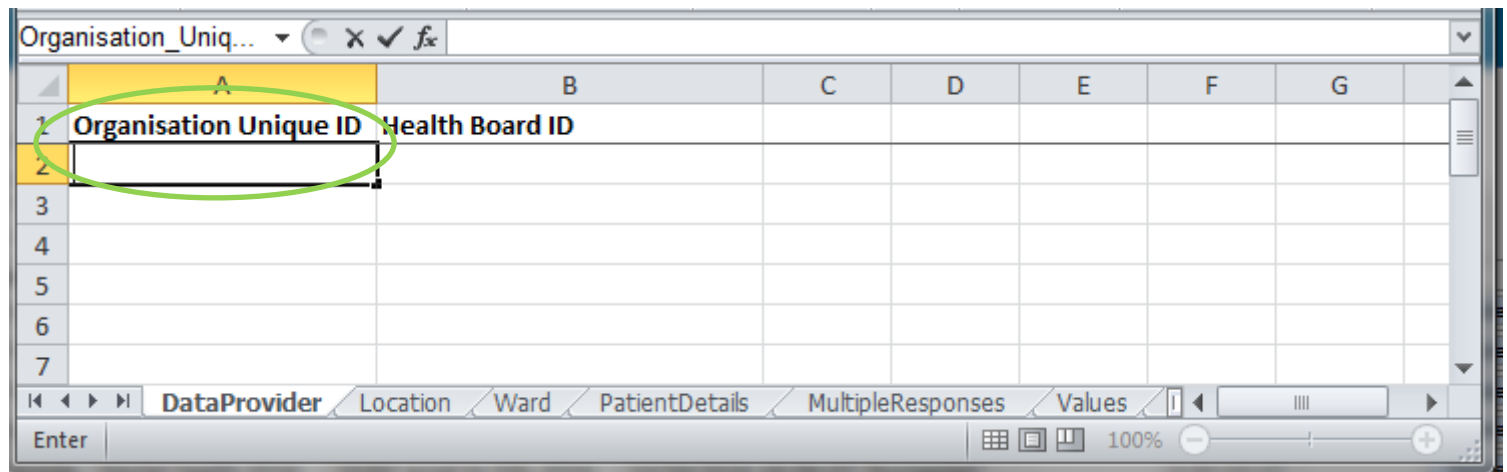 Organisation_Uniq... fx
A B C D E F G
1 Organisation Unique ID Health Board ID
2
3
4
5
6
7
DataProvider Location Ward PatientDetails MultipleResponses Values
Enter 100%